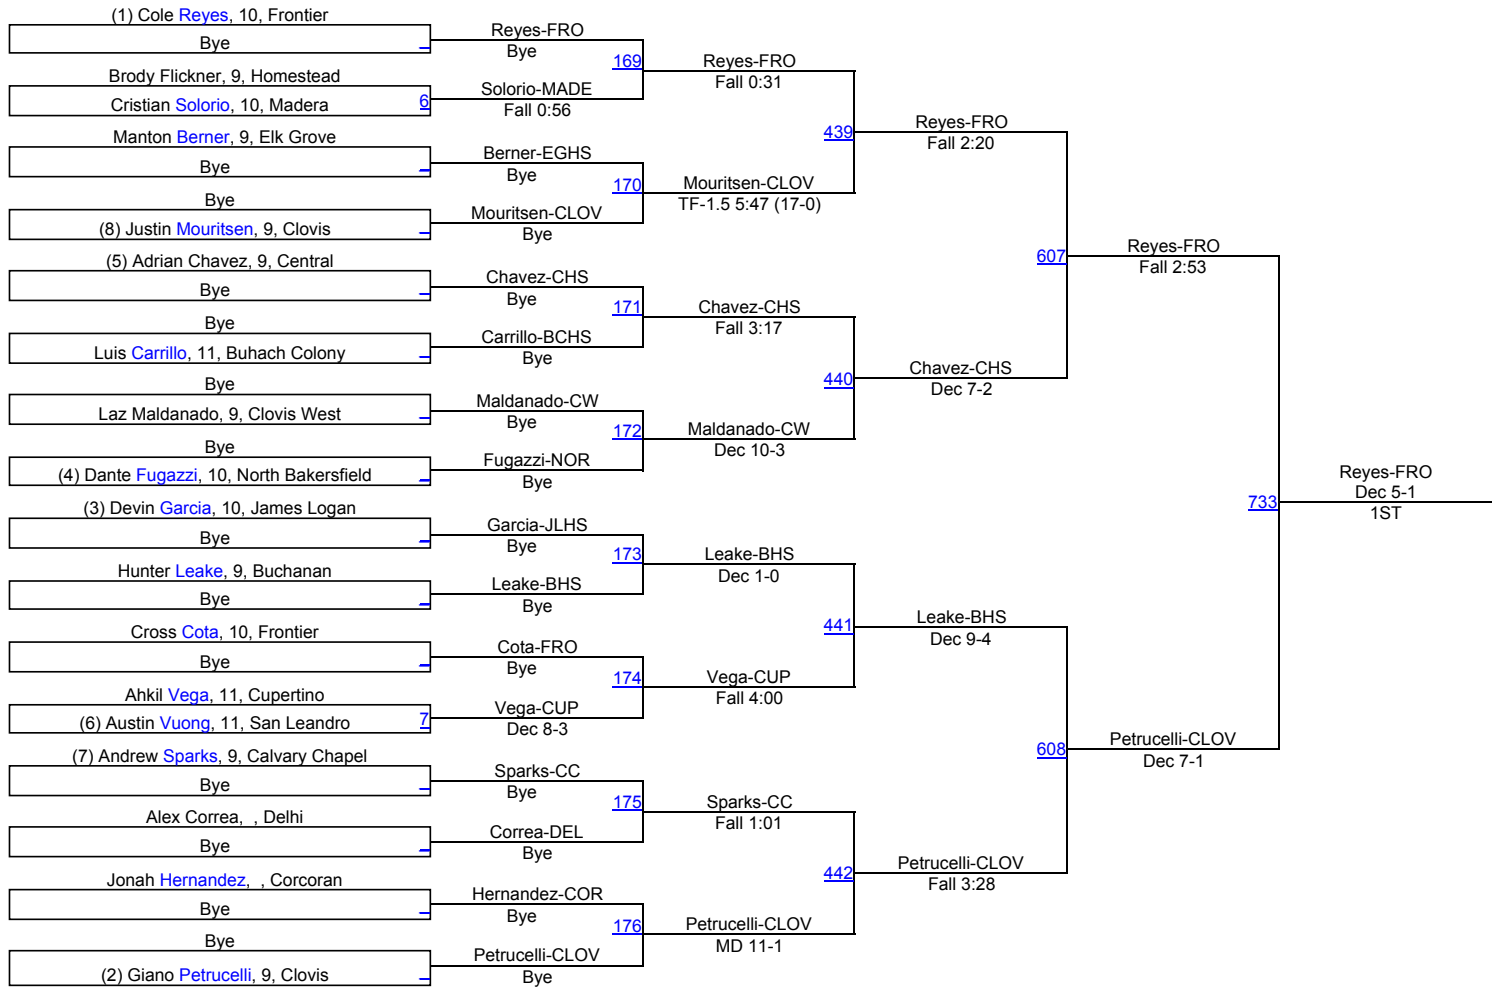 (1) Cole Reyes, 10, Frontier
Bye
Brody Flickner, 9, Homestead
Cristian Solorio, 10, Madera 6
Manton Berner, 9, Elk Grove
Bye
Bye
(8) Justin Mouritsen, 9, Clovis
(5) Adrian Chavez, 9, Central
Bye
Bye
Luis Carrillo, 11, Buhach Colony
Bye
Laz Maldanado, 9, Clovis West
Bye
(4) Dante Fugazzi, 10, North Bakersfield
(3) Devin Garcia, 10, James Logan
Bye
Hunter Leake, 9, Buchanan
Bye
Cross Cota, 10, Frontier
Bye
Ahkil Vega, 11, Cupertino
(6) Austin Vuong, 11, San Leandro 7
(7) Andrew Sparks, 9, Calvary Chapel
Bye
Alex Correa, , Delhi
Bye
Jonah Hernandez, , Corcoran
Bye
Bye
(2) Giano Petrucelli, 9, Clovis
Reyes-FRO
Bye
169
Solorio-MADE
Fall 0:56
Berner-EGHS
Bye
170
Mouritsen-CLOV
Bye
Chavez-CHS
Bye
171
Carrillo-BCHS
Bye
Maldanado-CW
Bye
172
Fugazzi-NOR
Bye
Garcia-JLHS
Bye
173
Leake-BHS
Bye
Cota-FRO
Bye
174
Vega-CUP
Dec 8-3
Sparks-CC
Bye
175
Correa-DEL
Bye
Hernandez-COR
Bye
176
Petrucelli-CLOV
Bye
Reyes-FRO
Fall 0:31
439
Mouritsen-CLOV
TF-1.5 5:47 (17-0)
Chavez-CHS
Fall 3:17
440
Maldanado-CW
Dec 10-3
Leake-BHS
Dec 1-0
441
Vega-CUP
Fall 4:00
Sparks-CC
Fall 1:01
442
Petrucelli-CLOV
MD 11-1
Reyes-FRO
Fall 2:20
607
Chavez-CHS
Dec 7-2
Leake-BHS
Dec 9-4
608
Petrucelli-CLOV
Fall 3:28
Reyes-FRO
Fall 2:53
733
Petrucelli-CLOV
Dec 7-1
Reyes-FRO
Dec 5-1
1ST